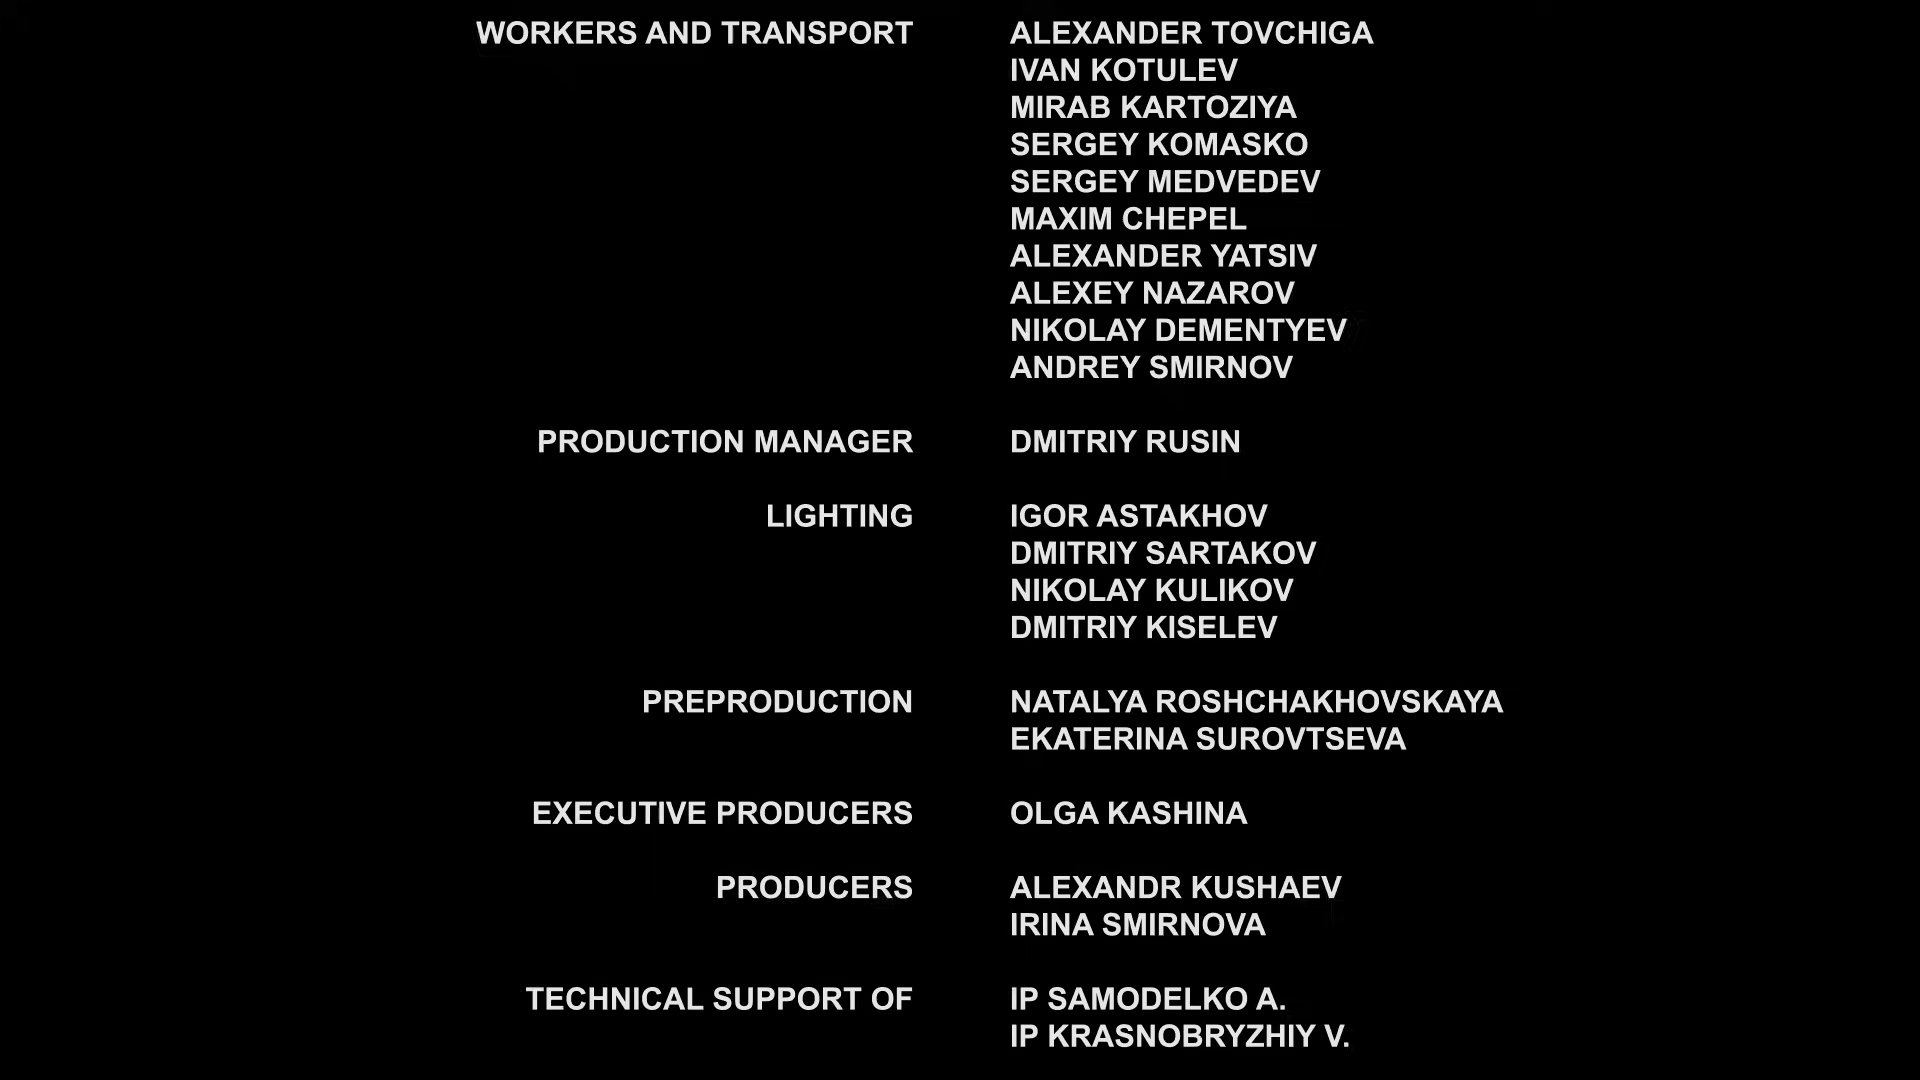 WORKERS AND TRANSPORT ALEXANDER TOVCHIGA
IVAN KOTULEV
MIRAB KARTOZIYA
SERGEY KOMASKO
SERGEY MEDVEDEV
MAXIM CHEPEL
ALEXANDER YATSIV
ALEXEY NAZAROV
NIKOLAY DEMENTYEV
ANDREY SMIRNOV
PRODUCTION MANAGER DMITRIY RUSIN
LIGHTING IGOR ASTAKHOV
DMITRIY SARTAKOV
NIKOLAY KULIKOV
DMITRIY KISELEV
PREPRODUCTION NATALYA ROSHCHAKHOVSKAYA
EKATERINA SUROVTSEVA
EXECUTIVE PRODUCERS OLGA KASHINA
PRODUCERS ALEXANDR KUSHAEV
IRINA SMIRNOVA
TECHNICAL SUPPORT OF IP SAMODELKO A.
IP KRASNOBRYZHIY V.